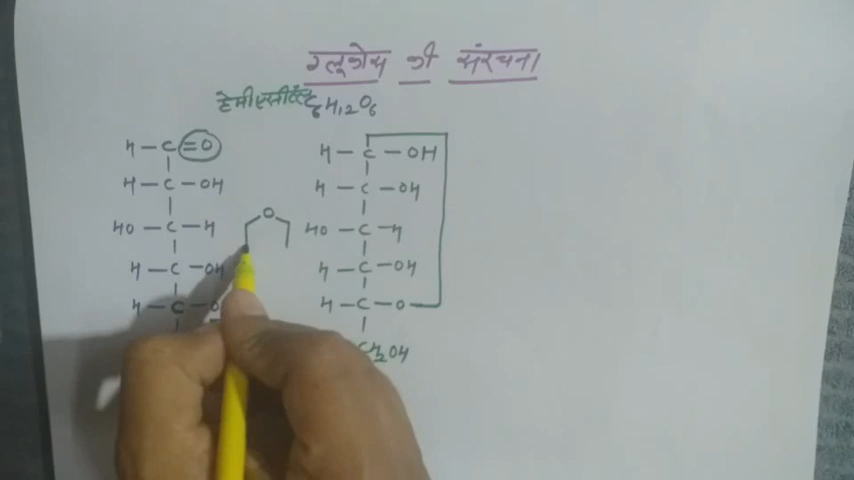 ग्लूकोस की संरचना
हेमीएसीटल C6H12O6
H — C = O
H — C — OH
HO — C — H
H — C — OH
H — C — O
O
H — C — OH
H — C — OH
HO — C — H
H — C — OH
H — C — O
CH2OH